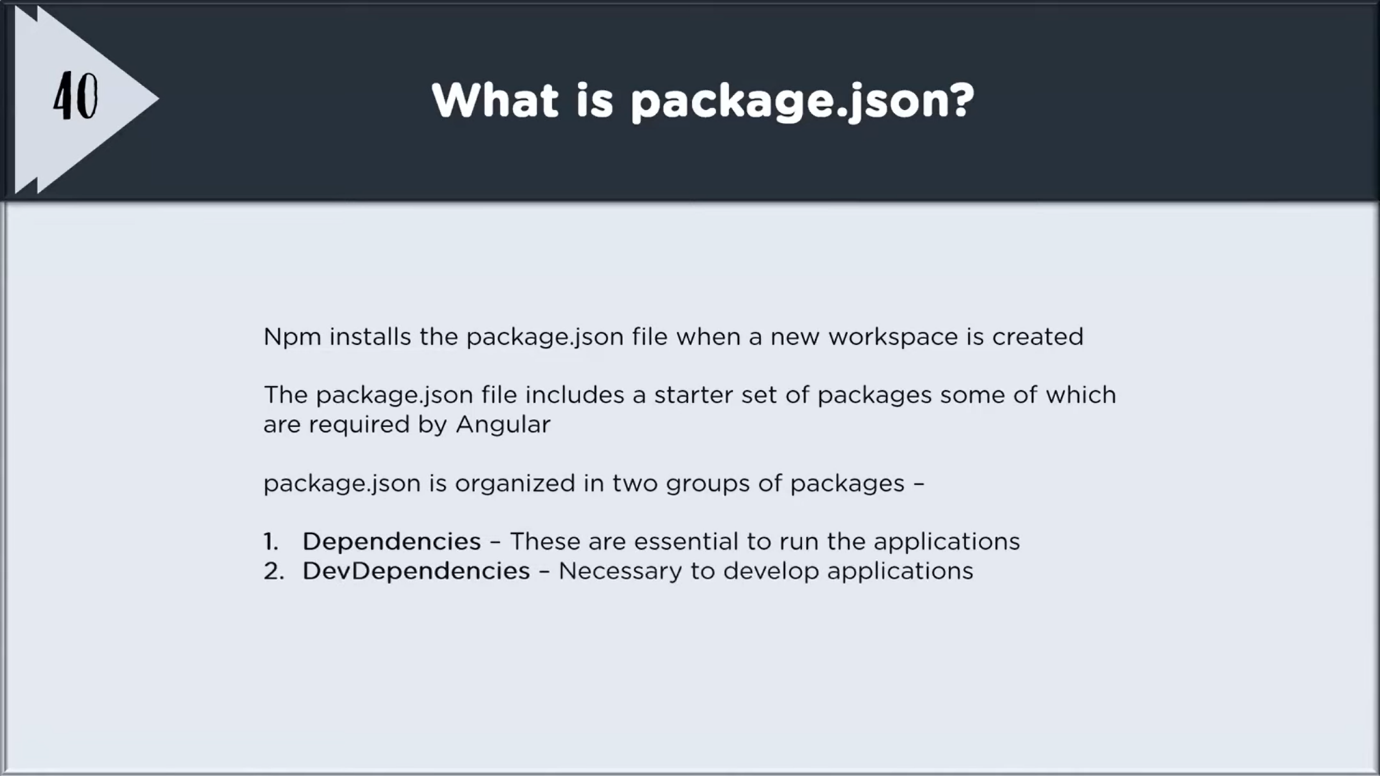 40
What is package.json?
Npm installs the package.json file when a new workspace is created
The package.json file includes a starter set of packages some of which
are required by Angular
package.json is organized in two groups of packages –
1. Dependencies – These are essential to run the applications
2. DevDependencies – Necessary to develop applications